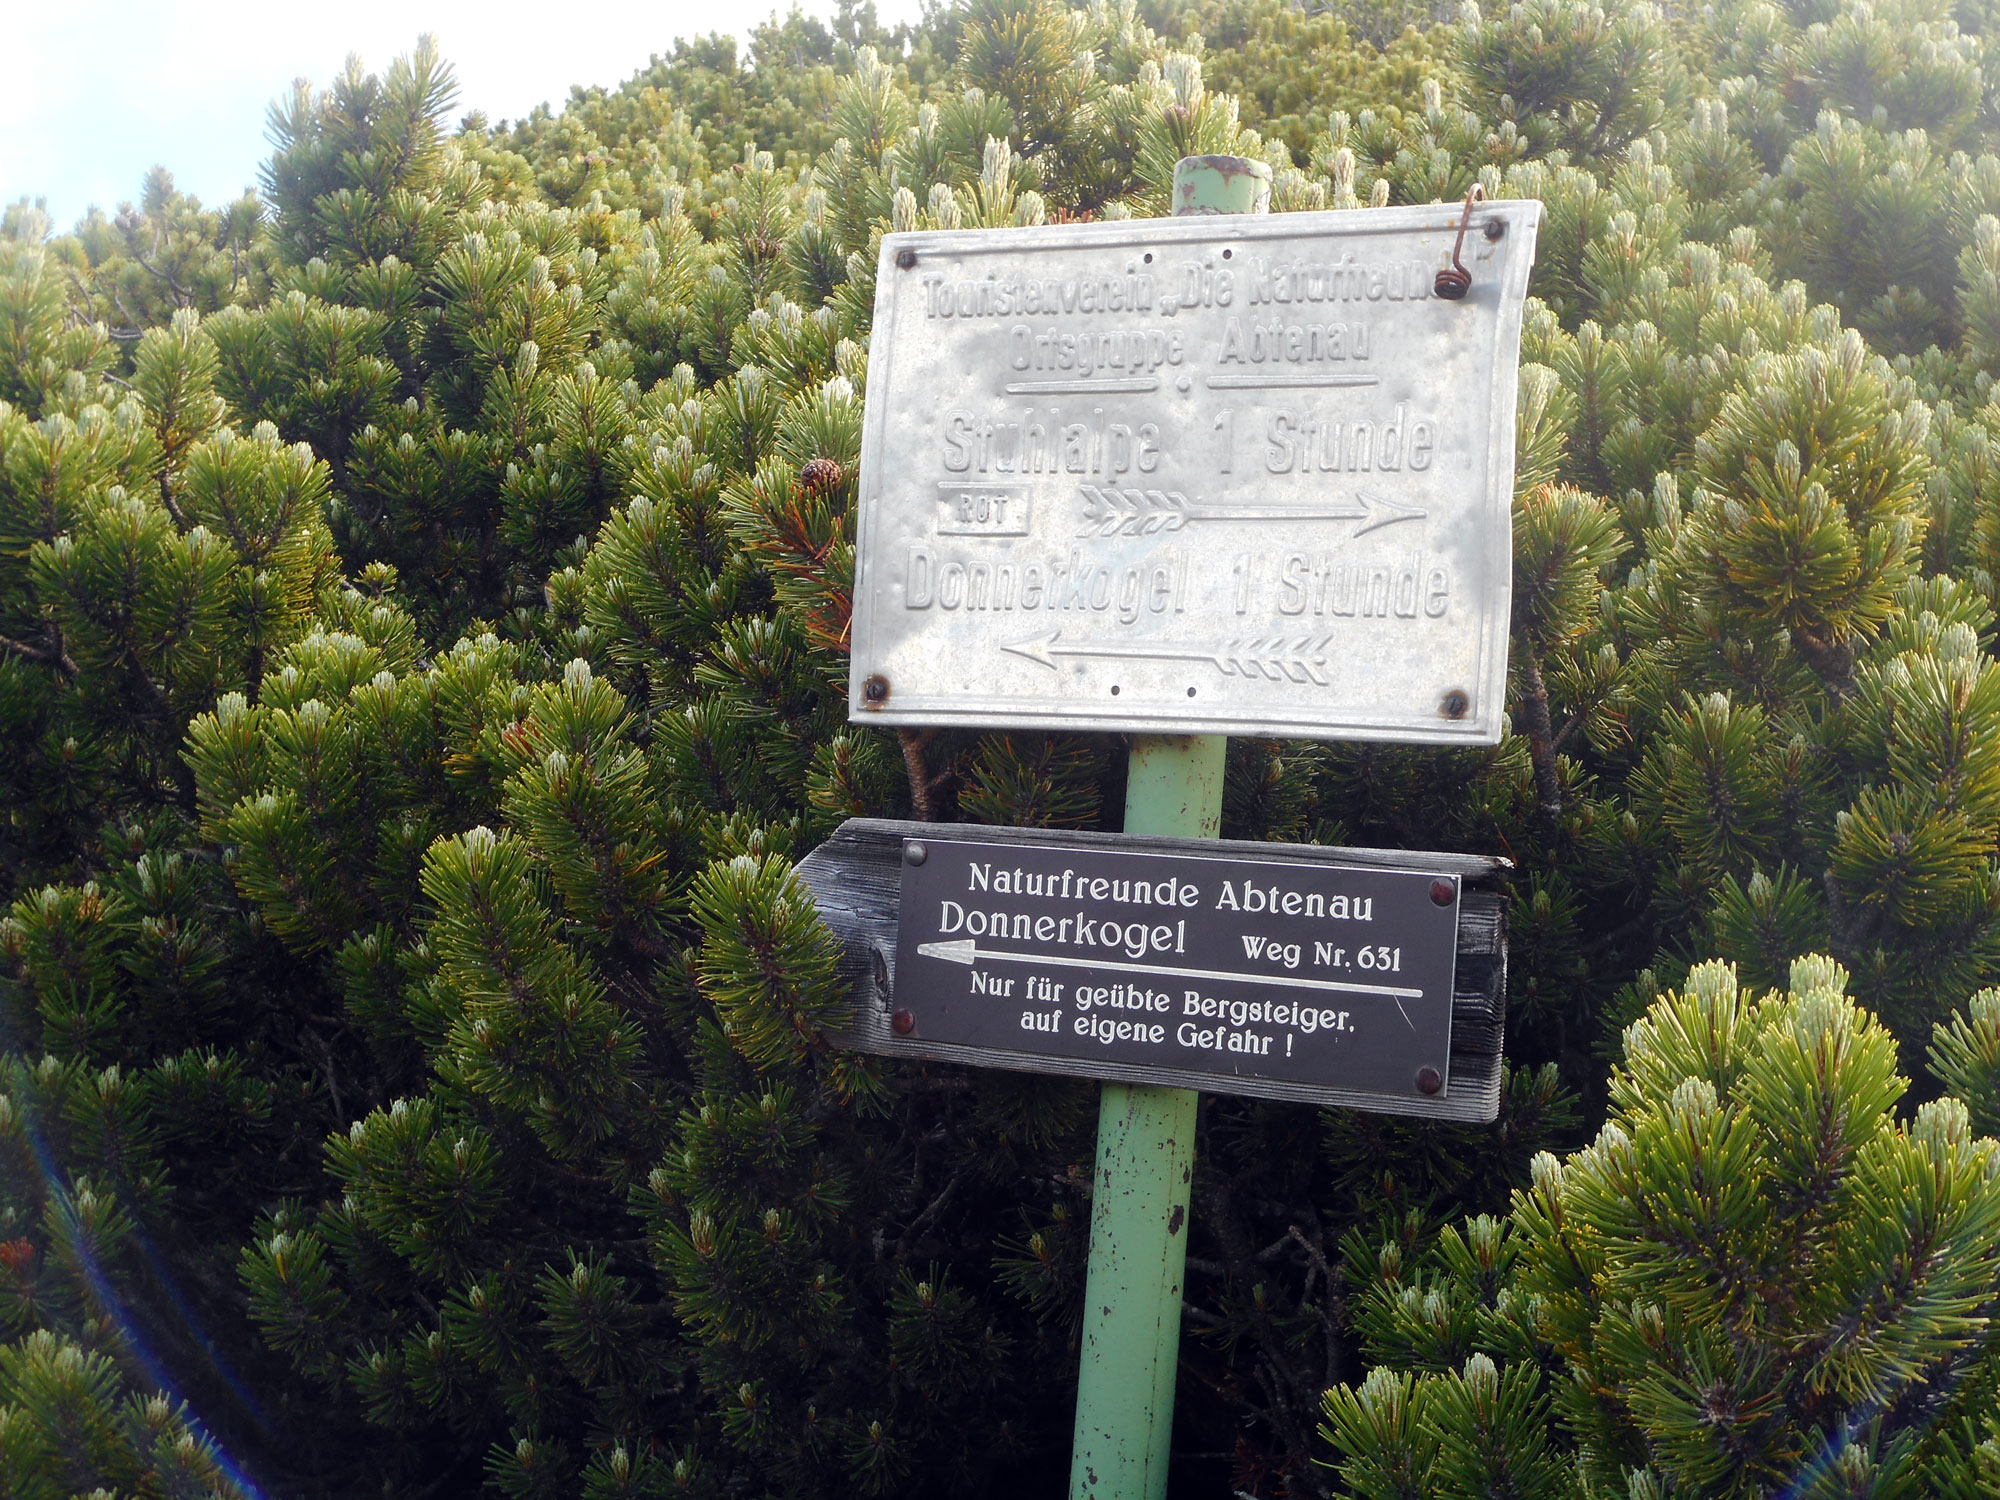 Touristenverein „Die Naturfreun
Ortsgruppe Abtenau
Stuhlalpe 1 Stunde
ROT
Donnerkogel 1 Stunde
Naturfreunde Abtenau
Donnerkogel Weg Nr. 631
Nur für geübte Bergsteiger,
auf eigene Gefahr !